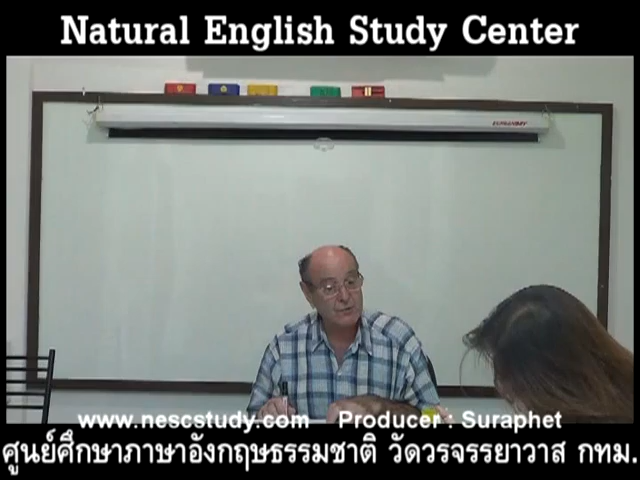 Natural English Study Center
www.nescstudy.com Producer : Suraphet
ศูนย์ศึกษาภาษาอังกฤษธรรมชาติ วัดวรจรรยาวาส กทม.